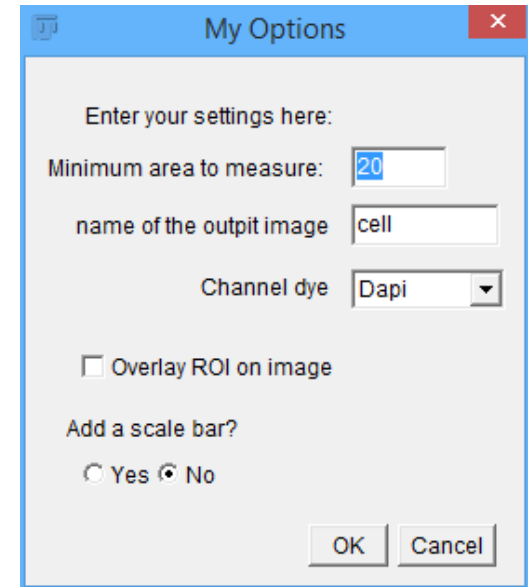 My Options
Enter your settings here:
Minimum area to measure: 20
name of the outpit image cell
Channel dye Dapi
Overlay ROI on image
Add a scale bar?
Yes No
OK Cancel